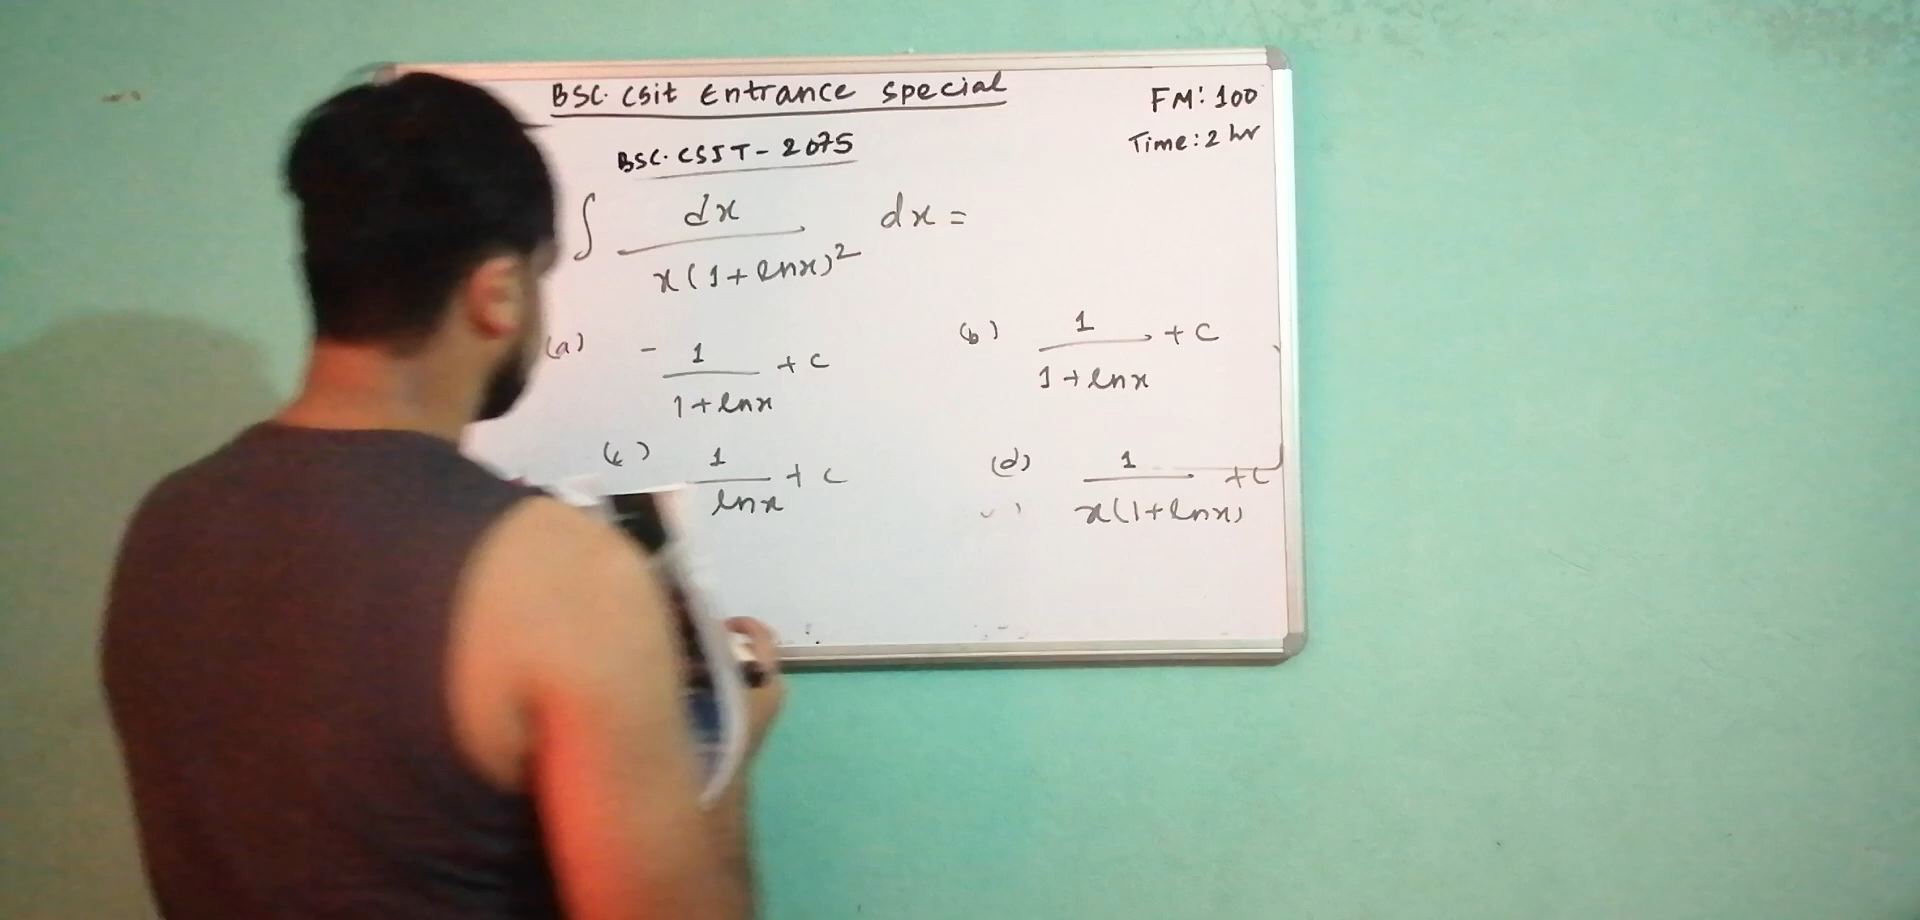 BSC. CSit Entrance Special
FM: 100
Time: 2 hr
BSC. CSIT - 2075
∫ dx / x(1+lnx)² dx =
(a) - 1 / 1+lnx + c
(b) 1 / 1+lnx + c
(c) 1 / lnx + c
(d) 1 / x(1+lnx) + c